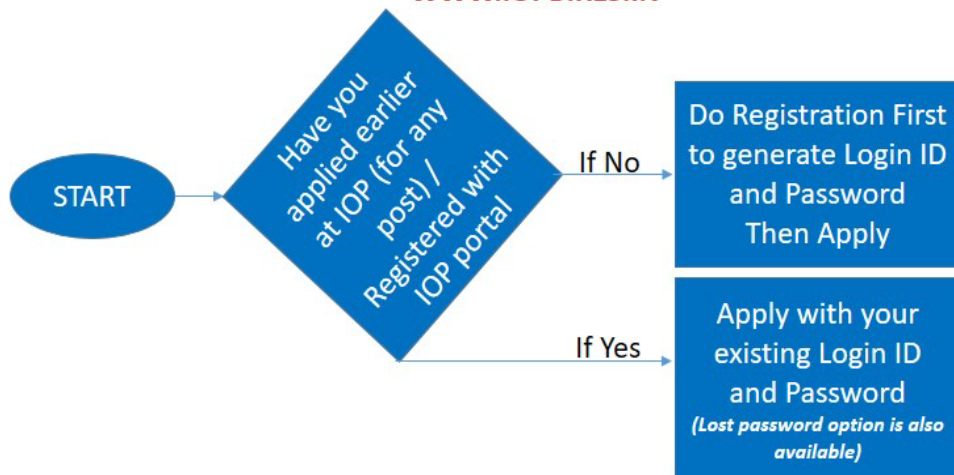 START
Have you
applied earlier
at IOP (for any
post) /
Registered with
IOP portal
If No
Do Registration First
to generate Login ID
and Password
Then Apply
If Yes
Apply with your
existing Login ID
and Password
(Lost password option is also
available)